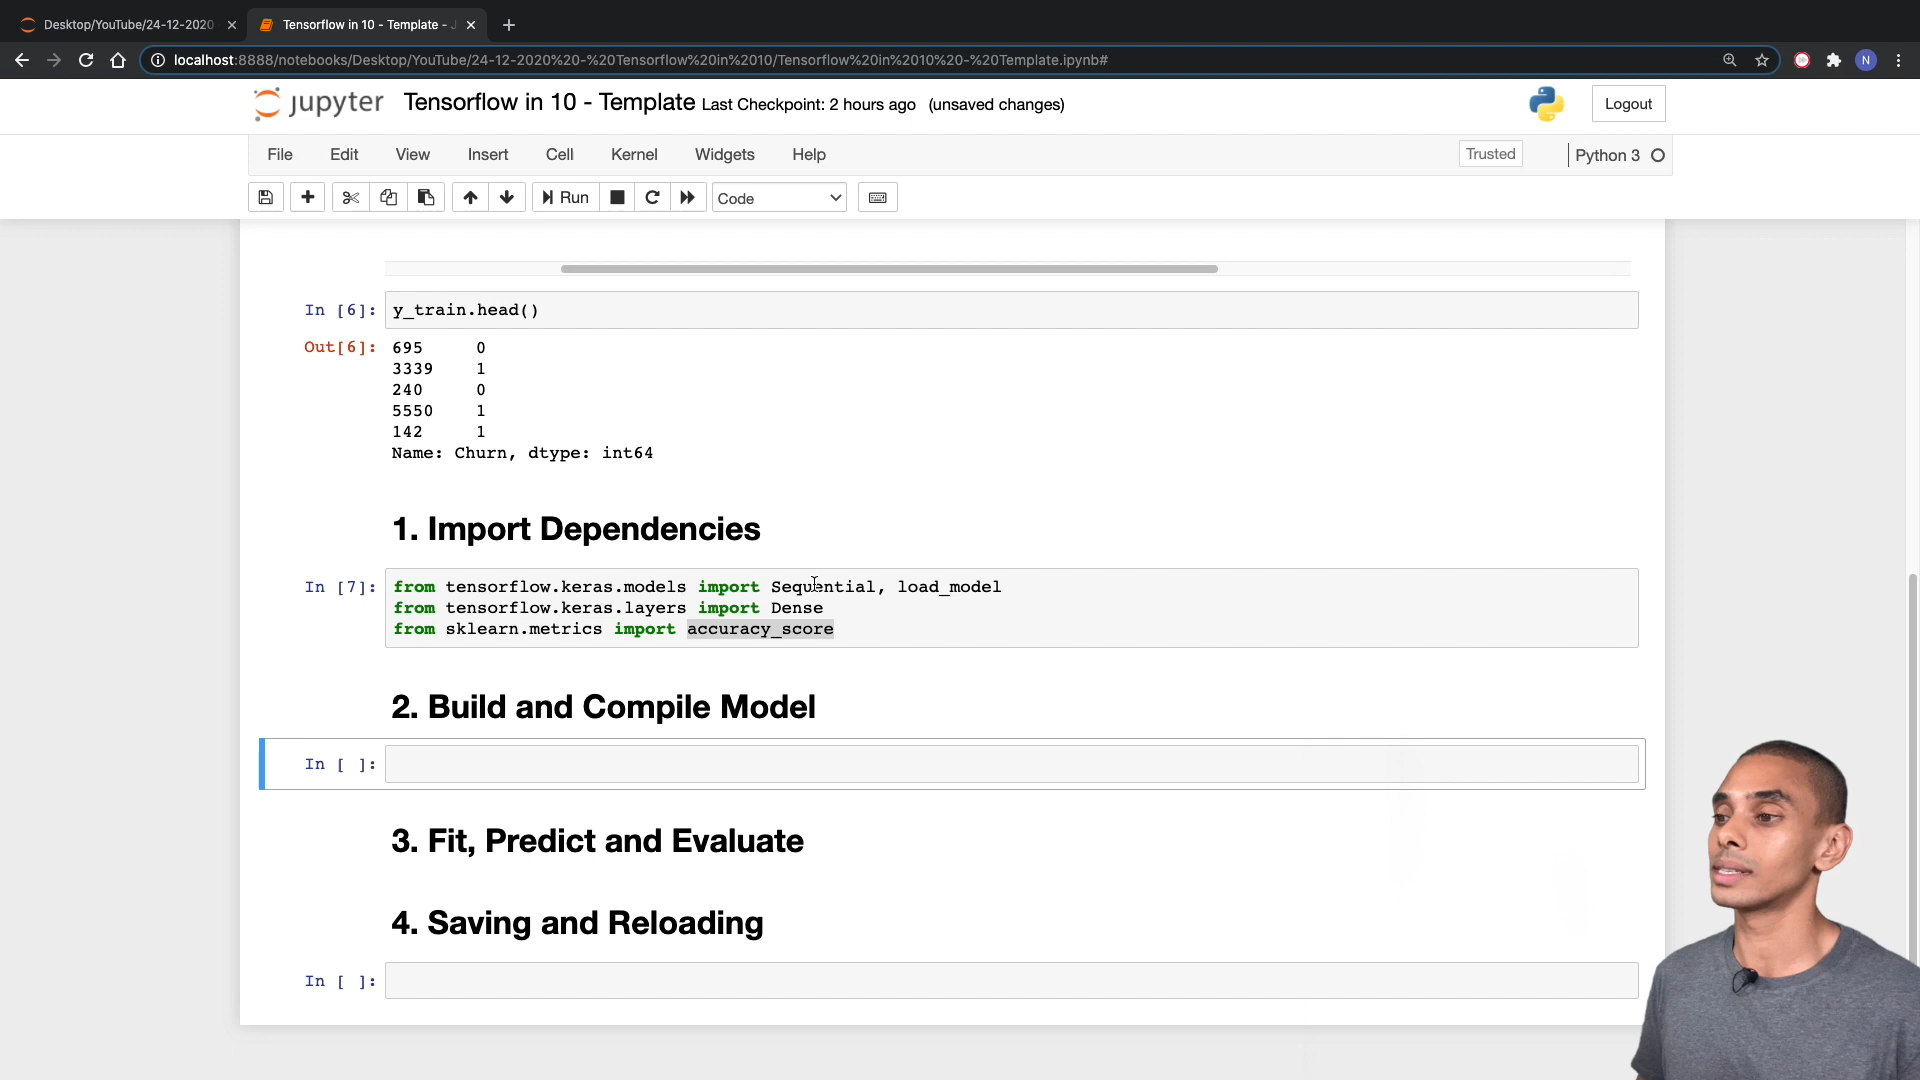 Desktop/YouTube/24-12-2020
Tensorflow in 10 - Template - J
localhost:8888/notebooks/Desktop/YouTube/24-12-2020%20-%20Tensorflow%20in%2010/Tensorflow%20in%2010%20-%20Template.ipynb#
N
jupyter Tensorflow in 10 - Template Last Checkpoint: 2 hours ago (unsaved changes)
Logout
File Edit View Insert Cell Kernel Widgets Help
Trusted
Python 3
Run
Code
In [6]: y_train.head()
Out[6]: 695 0
3339 1
240 0
5550 1
142 1
Name: Churn, dtype: int64
1. Import Dependencies
In [7]: from tensorflow.keras.models import Sequential, load_model
from tensorflow.keras.layers import Dense
from sklearn.metrics import accuracy_score
2. Build and Compile Model
In [ ]:
3. Fit, Predict and Evaluate
4. Saving and Reloading
In [ ]: